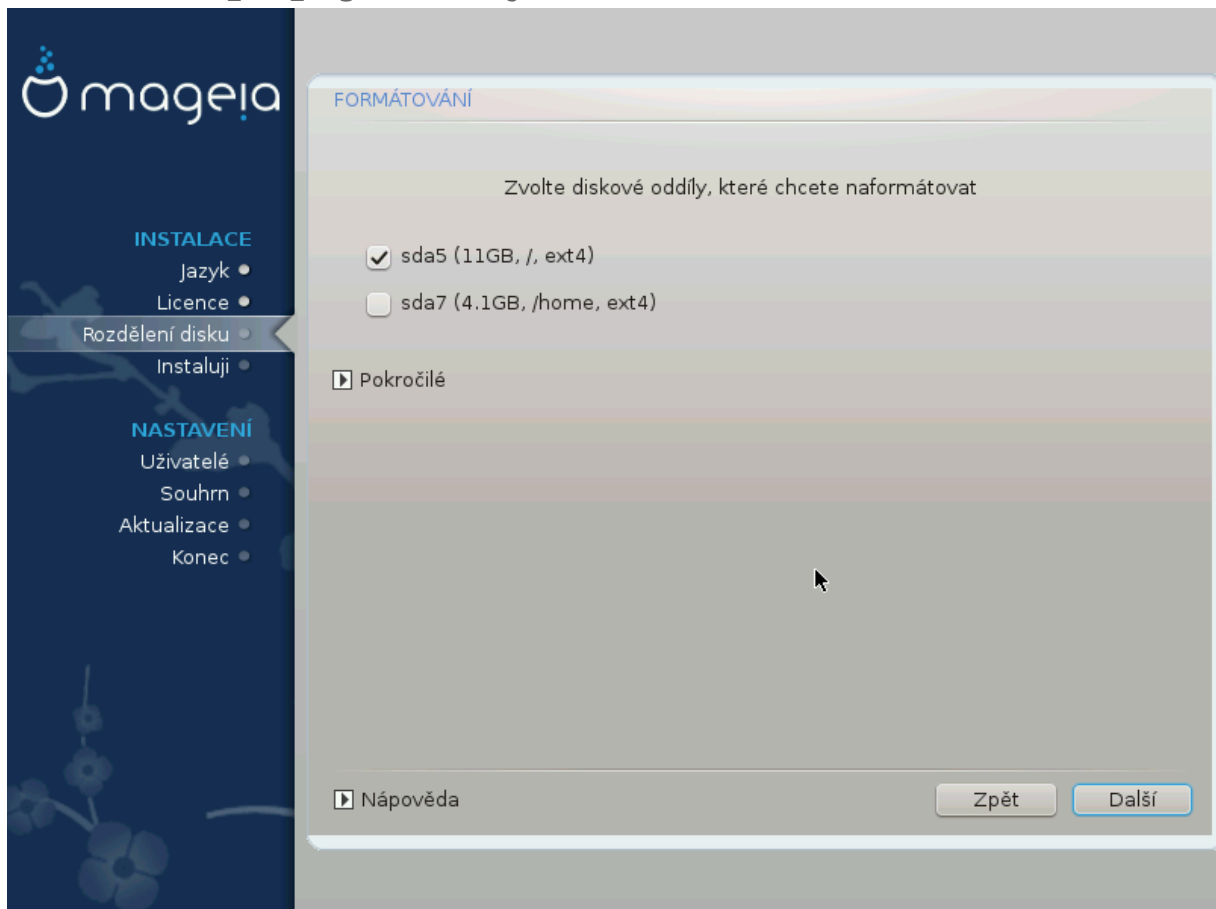 mageia
INSTALACE
Jazyk
Licence
Rozdělení disku
Instaluji
NASTAVENÍ
Uživatelé
Souhrn
Aktualizace
Konec
FORMÁTOVÁNÍ
Zvolte diskové oddíly, které chcete naformátovat
sda5 (11GB, /, ext4)
sda7 (4.1GB, /home, ext4)
Pokročilé
Nápověda
Zpět
Další